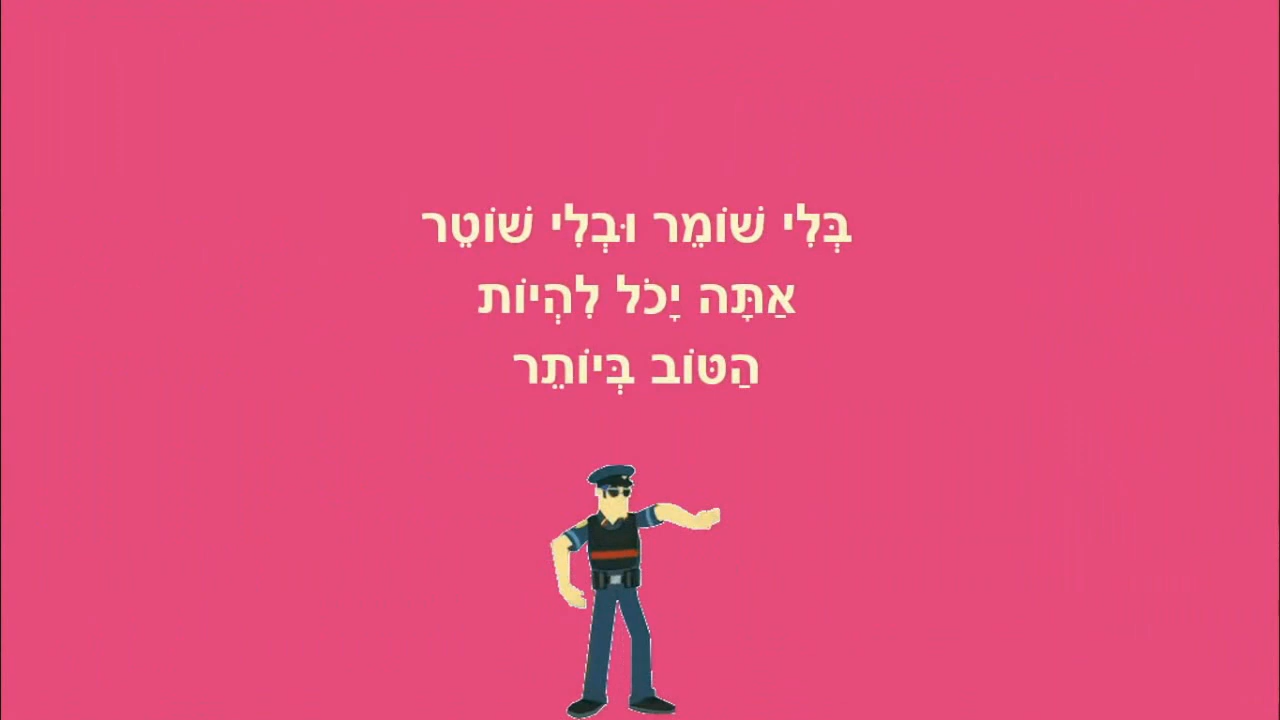 בְּלִי שׁוֹמֵר וּבְלִי שׁוֹטֵר
אַתָּה יָכֹל לִהְיוֹת
הַטּוֹב בְּיוֹתֵר